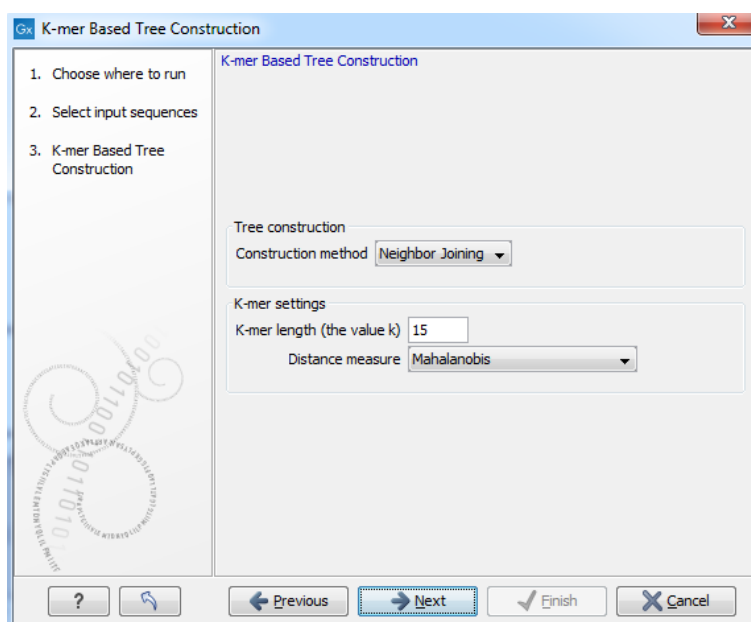 Gx K-mer Based Tree Construction
X
1. Choose where to run
2. Select input sequences
3. K-mer Based Tree
Construction
K-mer Based Tree Construction
Tree construction
Construction method Neighbor Joining
K-mer settings
K-mer length (the value k) 15
Distance measure Mahalanobis
? Previous Next Finish Cancel